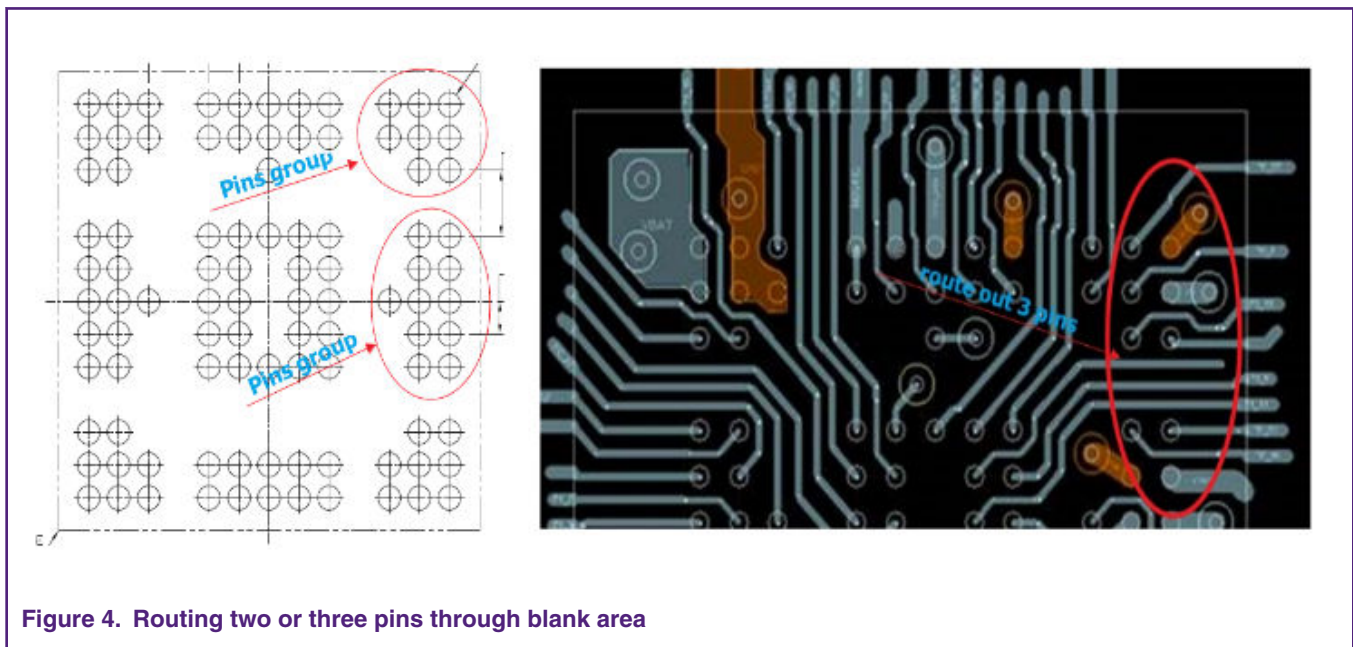 Pins group
Pins group
E
VBAT
route out 3 pins
Figure 4. Routing two or three pins through blank area